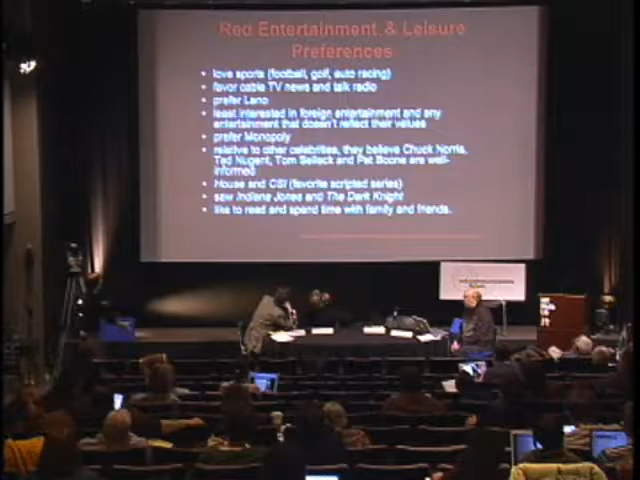 Red Entertainment & Leisure
Preferences
• love sports (football, golf, auto racing)
• favor cable TV news and talk radio
• prefer Leno
• least interested in foreign entertainment and any
entertainment that doesn't reflect their values
• prefer Monopoly
• relative to other celebrities, they believe Chuck Norris,
Ted Nugent, Tom Selleck and Pat Boone are well-
informed
• House and CSI (favorite scripted series)
• saw Indiana Jones and The Dark Knight
• like to read and spend time with family and friends.